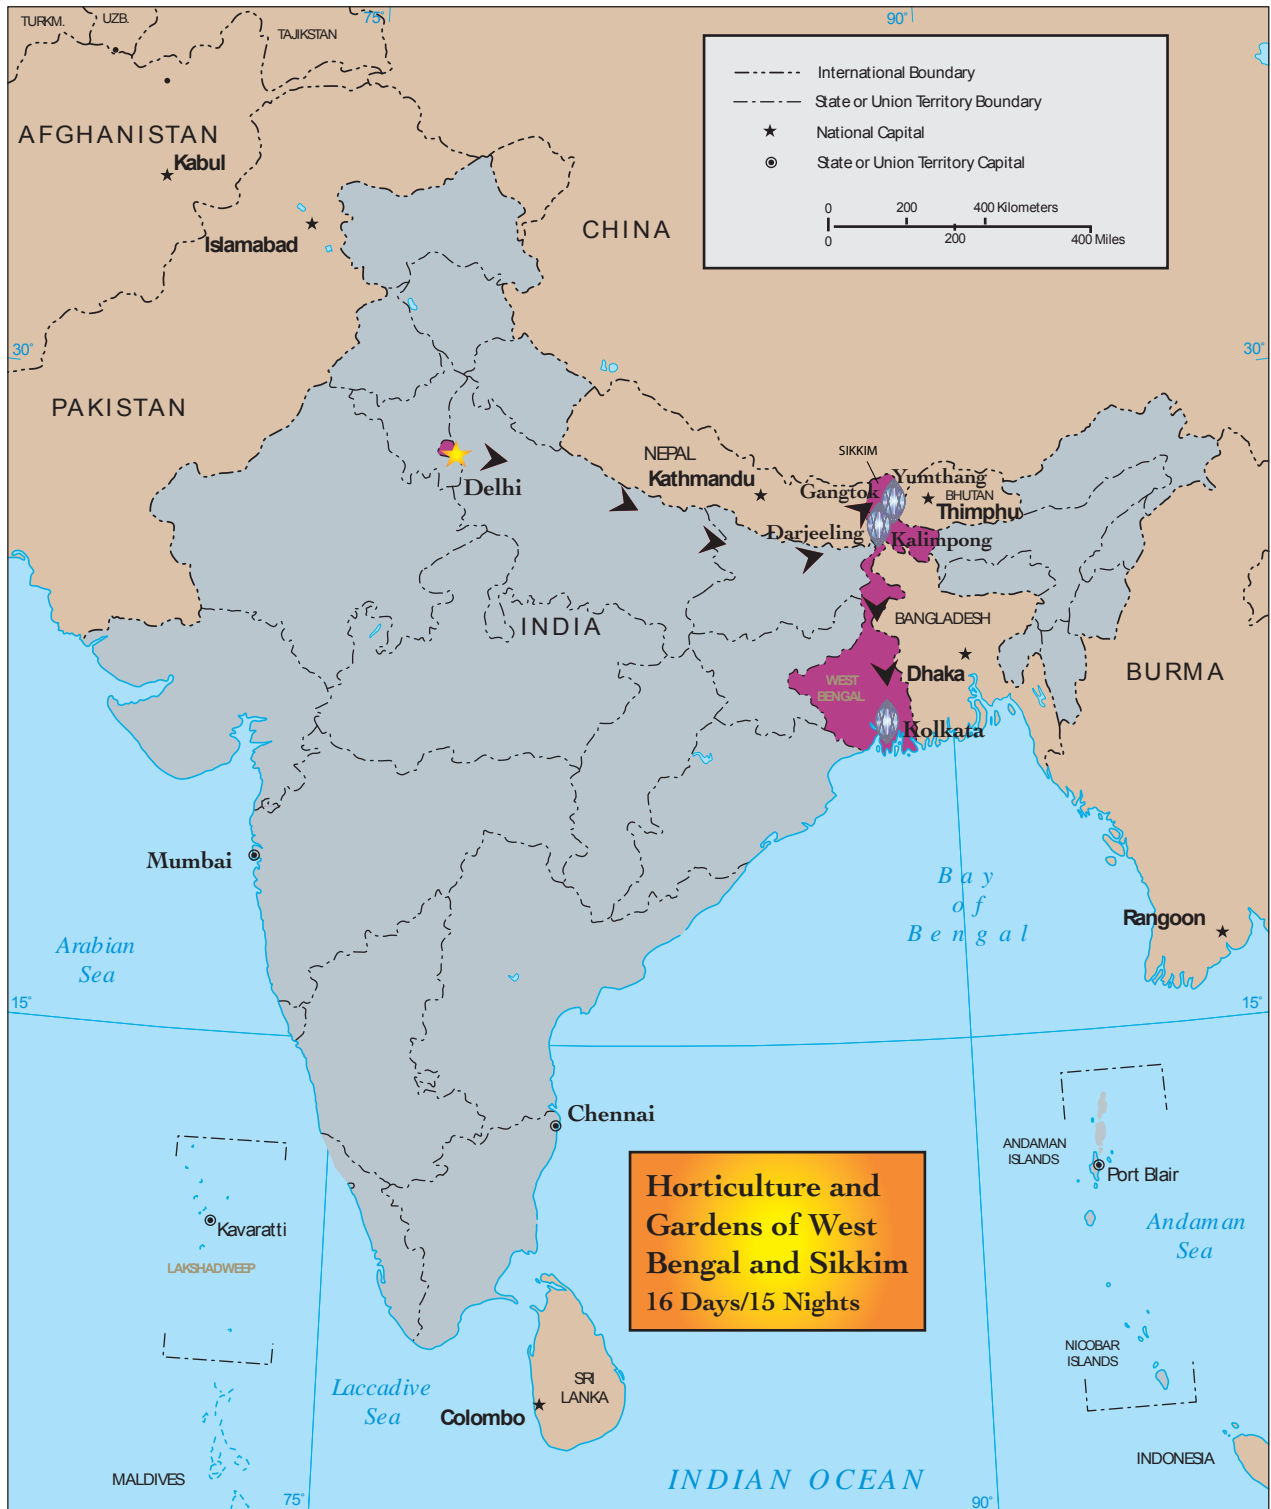 TURKM.
UZB.
TAJIKSTAN
75°
90°
International Boundary
State or Union Territory Boundary
National Capital
State or Union Territory Capital
0
200
400 Kilometers
0
200
400 Miles
AFGHANISTAN
Kabul
Islamabad
CHINA
30°
30°
PAKISTAN
NEPAL
Kathmandu
SIKKIM
Yumthang
Gangtok
BHUTAN
Thimphu
Delhi
Darjeeling
Kalimpong
INDIA
BANGLADESH
Dhaka
WEST
BENGAL
BURMA
Kolkata
Mumbai
Bay
of
Bengal
Rangoon
Arabian
Sea
15°
15°
Chennai
ANDAMAN
ISLANDS
Port Blair
Horticulture and
Gardens of West
Bengal and Sikkim
16 Days/15 Nights
Kavaratti
LAKSHADWEEP
Andaman
Sea
NICOBAR
ISLANDS
Laccadive
Sea
SRI
LANKA
Colombo
MALDIVES
INDIAN OCEAN
INDONESIA
75°
90°